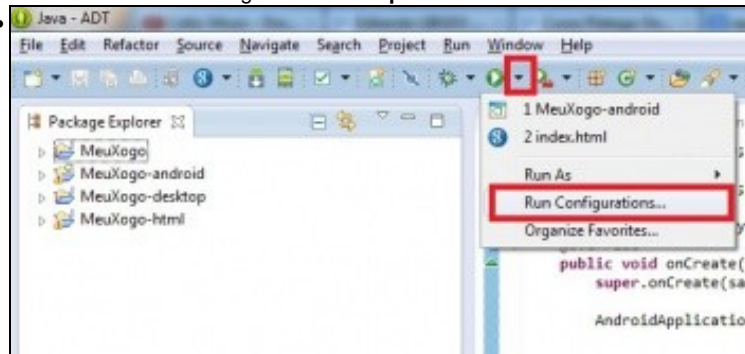 Java - ADT
File Edit Refactor Source Navigate Search Project Run Window Help
Package Explorer
MeuXogo
MeuXogo-android
MeuXogo-desktop
MeuXogo-html
1 MeuXogo-android
2 index.html
Run As
Run Configurations...
Organize Favorites...
public void onCreate(
super.onCreate(sa
AndroidApplicatio